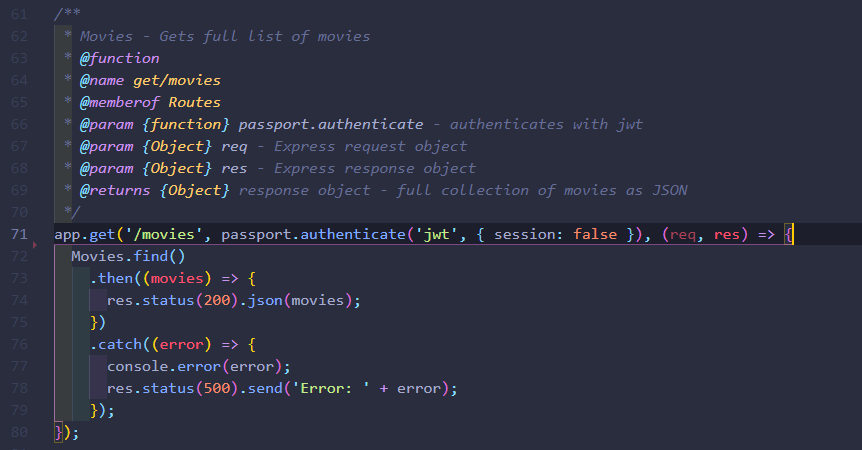 61 /**
62  * Movies - Gets full list of movies
63  * @function
64  * @name get/movies
65  * @memberof Routes
66  * @param {function} passport.authenticate - authenticates with jwt
67  * @param {Object} req - Express request object
68  * @param {Object} res - Express response object
69  * @returns {Object} response object - full collection of movies as JSON
70  */
71 app.get('/movies', passport.authenticate('jwt', { session: false }), (req, res) => {
72   Movies.find()
73     .then((movies) => {
74       res.status(200).json(movies);
75     })
76     .catch((error) => {
77       console.error(error);
78       res.status(500).send('Error: ' + error);
79     });
80 });